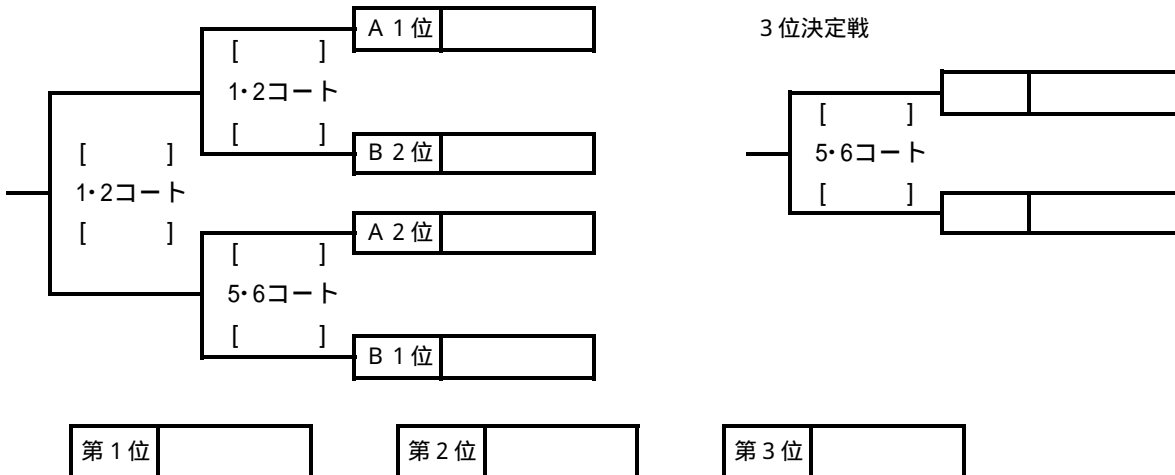 A 1 位
3 位決定戦
[ ]
1・2コート
[ ]
B 2 位
[ ]
5・6コート
[ ]
[ ]
1・2コート
[ ]
A 2 位
[ ]
5・6コート
[ ]
B 1 位
第 1 位
第 2 位
第 3 位